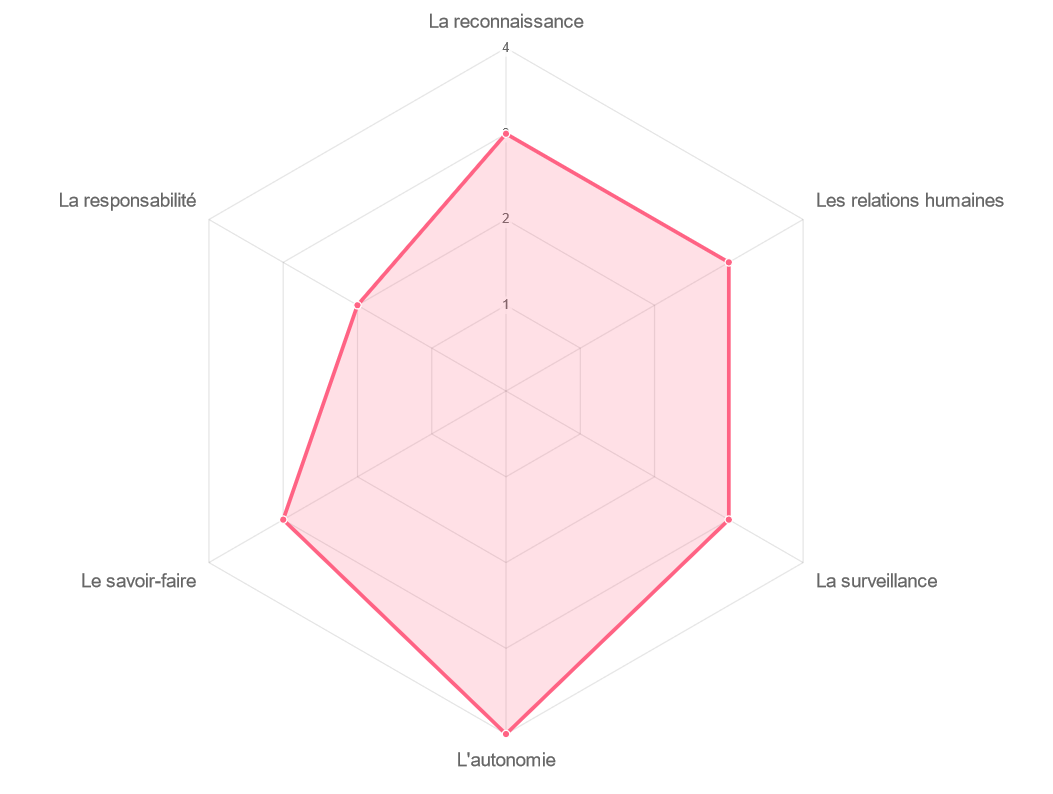 La reconnaissance
4
2
1
La responsabilité
Les relations humaines
Le savoir-faire
La surveillance
L'autonomie